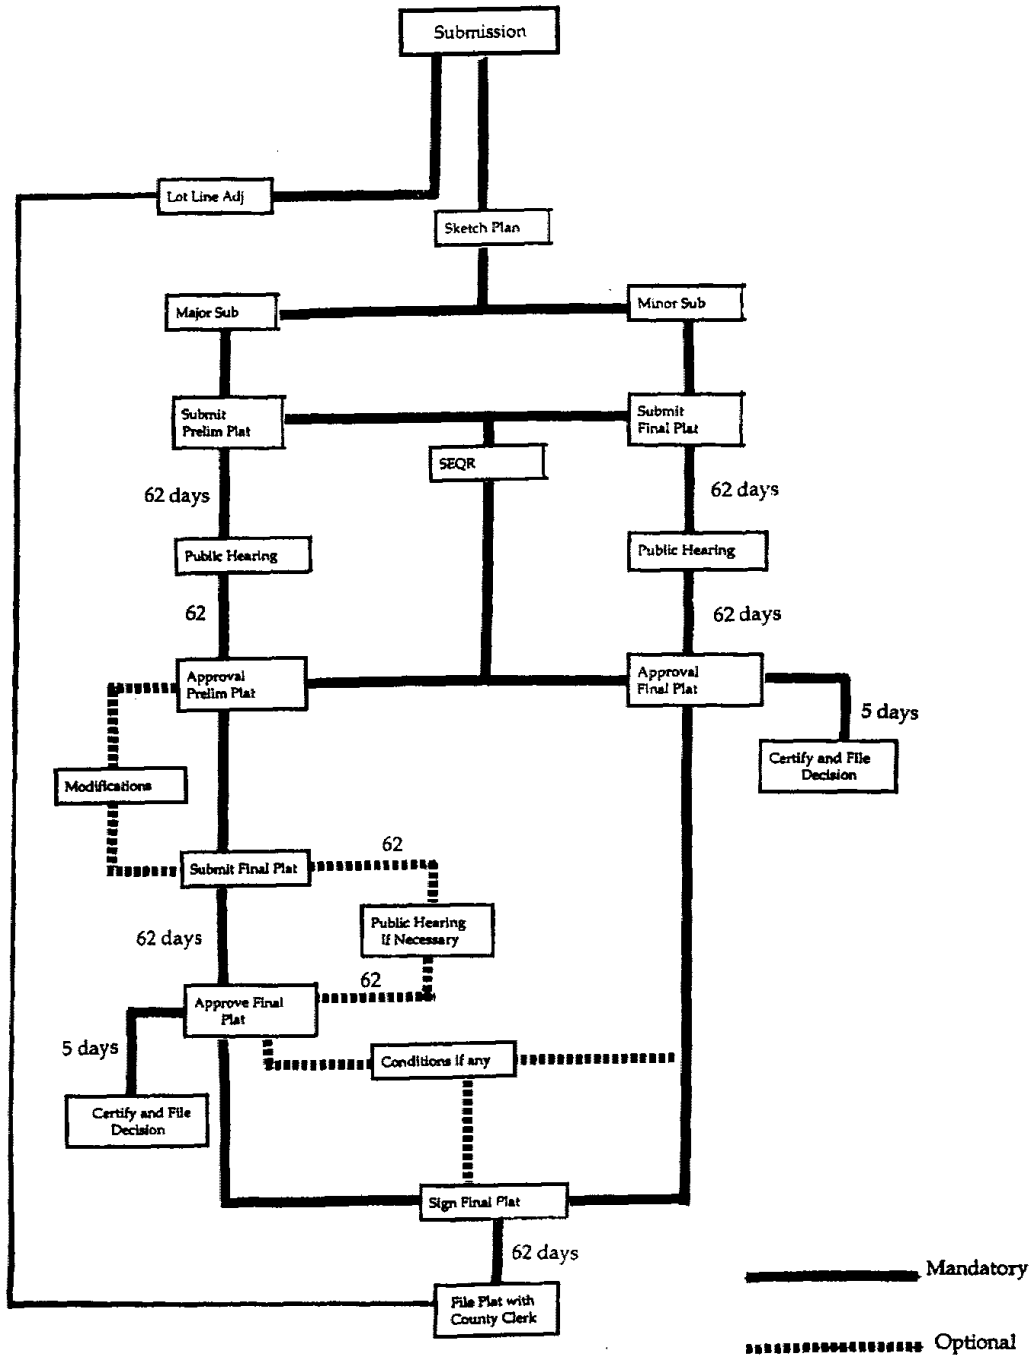 Submission
Lot Line Adj
Sketch Plan
Major Sub
Minor Sub
Submit
Prelim Plat
Submit
Final Plat
SEQR
62 days
62 days
Public Hearing
Public Hearing
62
62 days
Approval
Prelim Plat
Approval
Final Plat
5 days
Certify and File
Decision
Modifications
Submit Final Plat
62
Public Hearing
If Necessary
62 days
62
Approve Final
Plat
5 days
Conditions if any
Certify and File
Decision
Sign Final Plat
62 days
File Plat with
County Clerk
Mandatory
Optional